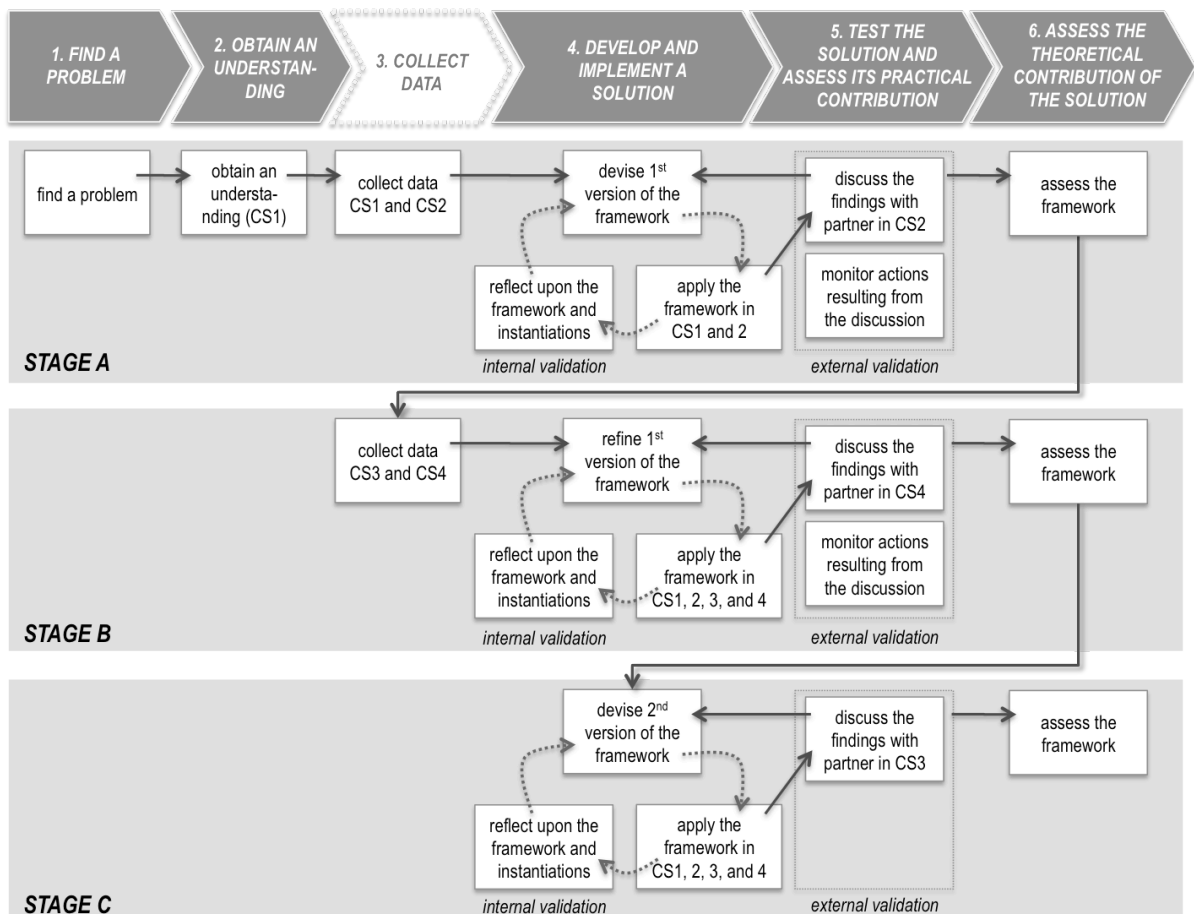 1. FIND A
PROBLEM
2. OBTAIN AN
UNDERSTAN-
DING
3. COLLECT
DATA
4. DEVELOP AND
IMPLEMENT A
SOLUTION
5. TEST THE
SOLUTION AND
ASSESS ITS PRACTICAL
CONTRIBUTION
6. ASSESS THE
THEORETICAL
CONTRIBUTION OF
THE SOLUTION
find a problem
obtain an
understa-
nding (CS1)
collect data
CS1 and CS2
devise 1st
version of the
framework
discuss the
findings with
partner in CS2
assess the
framework
reflect upon the
framework and
instantiations
apply the
framework in
CS1 and 2
monitor actions
resulting from
the discussion
STAGE A
internal validation
external validation
collect data
CS3 and CS4
refine 1st
version of the
framework
discuss the
findings with
partner in CS4
assess the
framework
reflect upon the
framework and
instantiations
apply the
framework in
CS1, 2, 3, and 4
monitor actions
resulting from
the discussion
STAGE B
internal validation
external validation
devise 2nd
version of the
framework
discuss the
findings with
partner in CS3
assess the
framework
reflect upon the
framework and
instantiations
apply the
framework in
CS1, 2, 3, and 4
STAGE C
internal validation
external validation